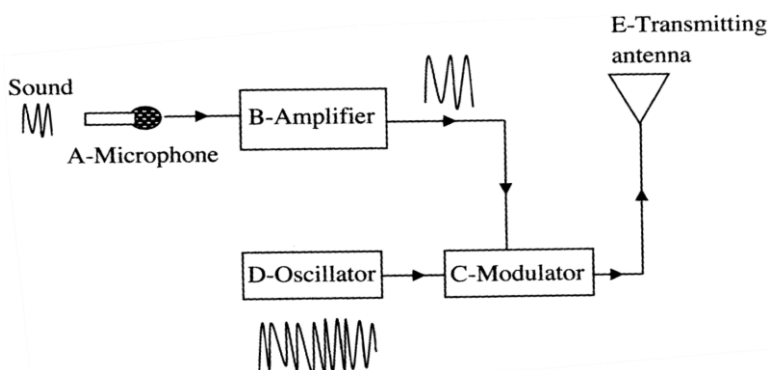 E-Transmitting
antenna
Sound
B-Amplifier
A-Microphone
D-Oscillator
C-Modulator